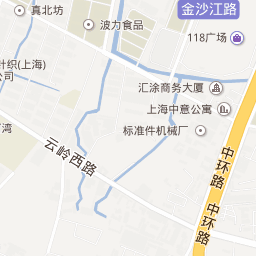 真北坊
波力食品
金沙江路
118广场
针织(上海)
公司
汇涂商务大厦
上海中意公寓
标准件机械厂
湾
云岭西路
中环路
中环路